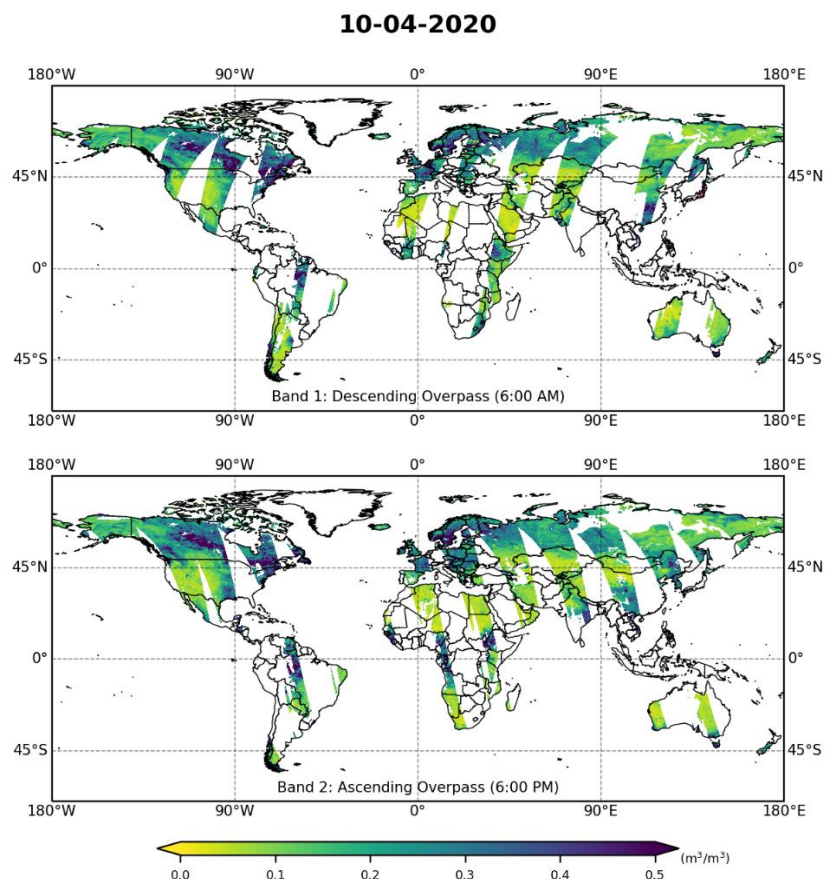 10-04-2020
180°W 90°W 0° 90°E 180°E
45°N 45°N
0° 0°
45°S 45°S
Band 1: Descending Overpass (6:00 AM)
180°W 90°W 0° 90°E 180°E
180°W 90°W 0° 90°E 180°E
45°N 45°N
0° 0°
45°S 45°S
Band 2: Ascending Overpass (6:00 PM)
180°W 90°W 0° 90°E 180°E
(m³/m³)
0.0 0.1 0.2 0.3 0.4 0.5